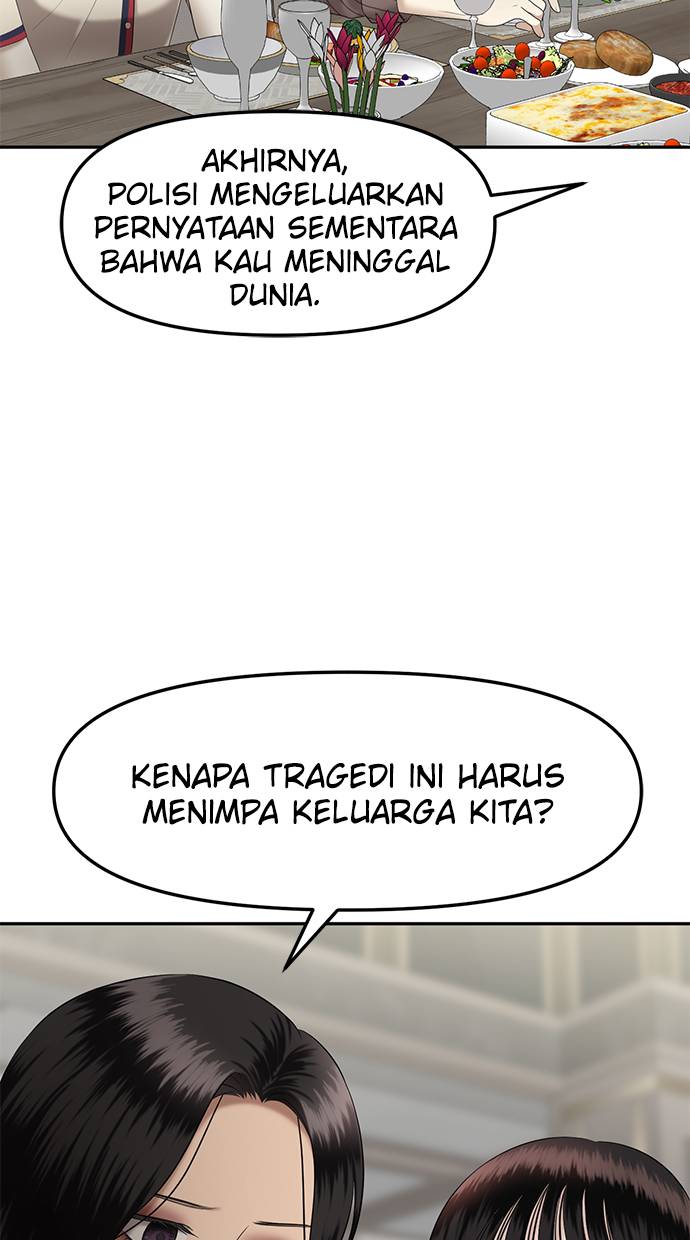 AKHIRNYA,
POLISI MENGELUARKAN
PERNYATAAN SEMENTARA
BAHWA KAU MENINGGAL
DUNIA.
KENAPA TRAGEDI INI HARUS
MENIMPA KELUARGA KITA?